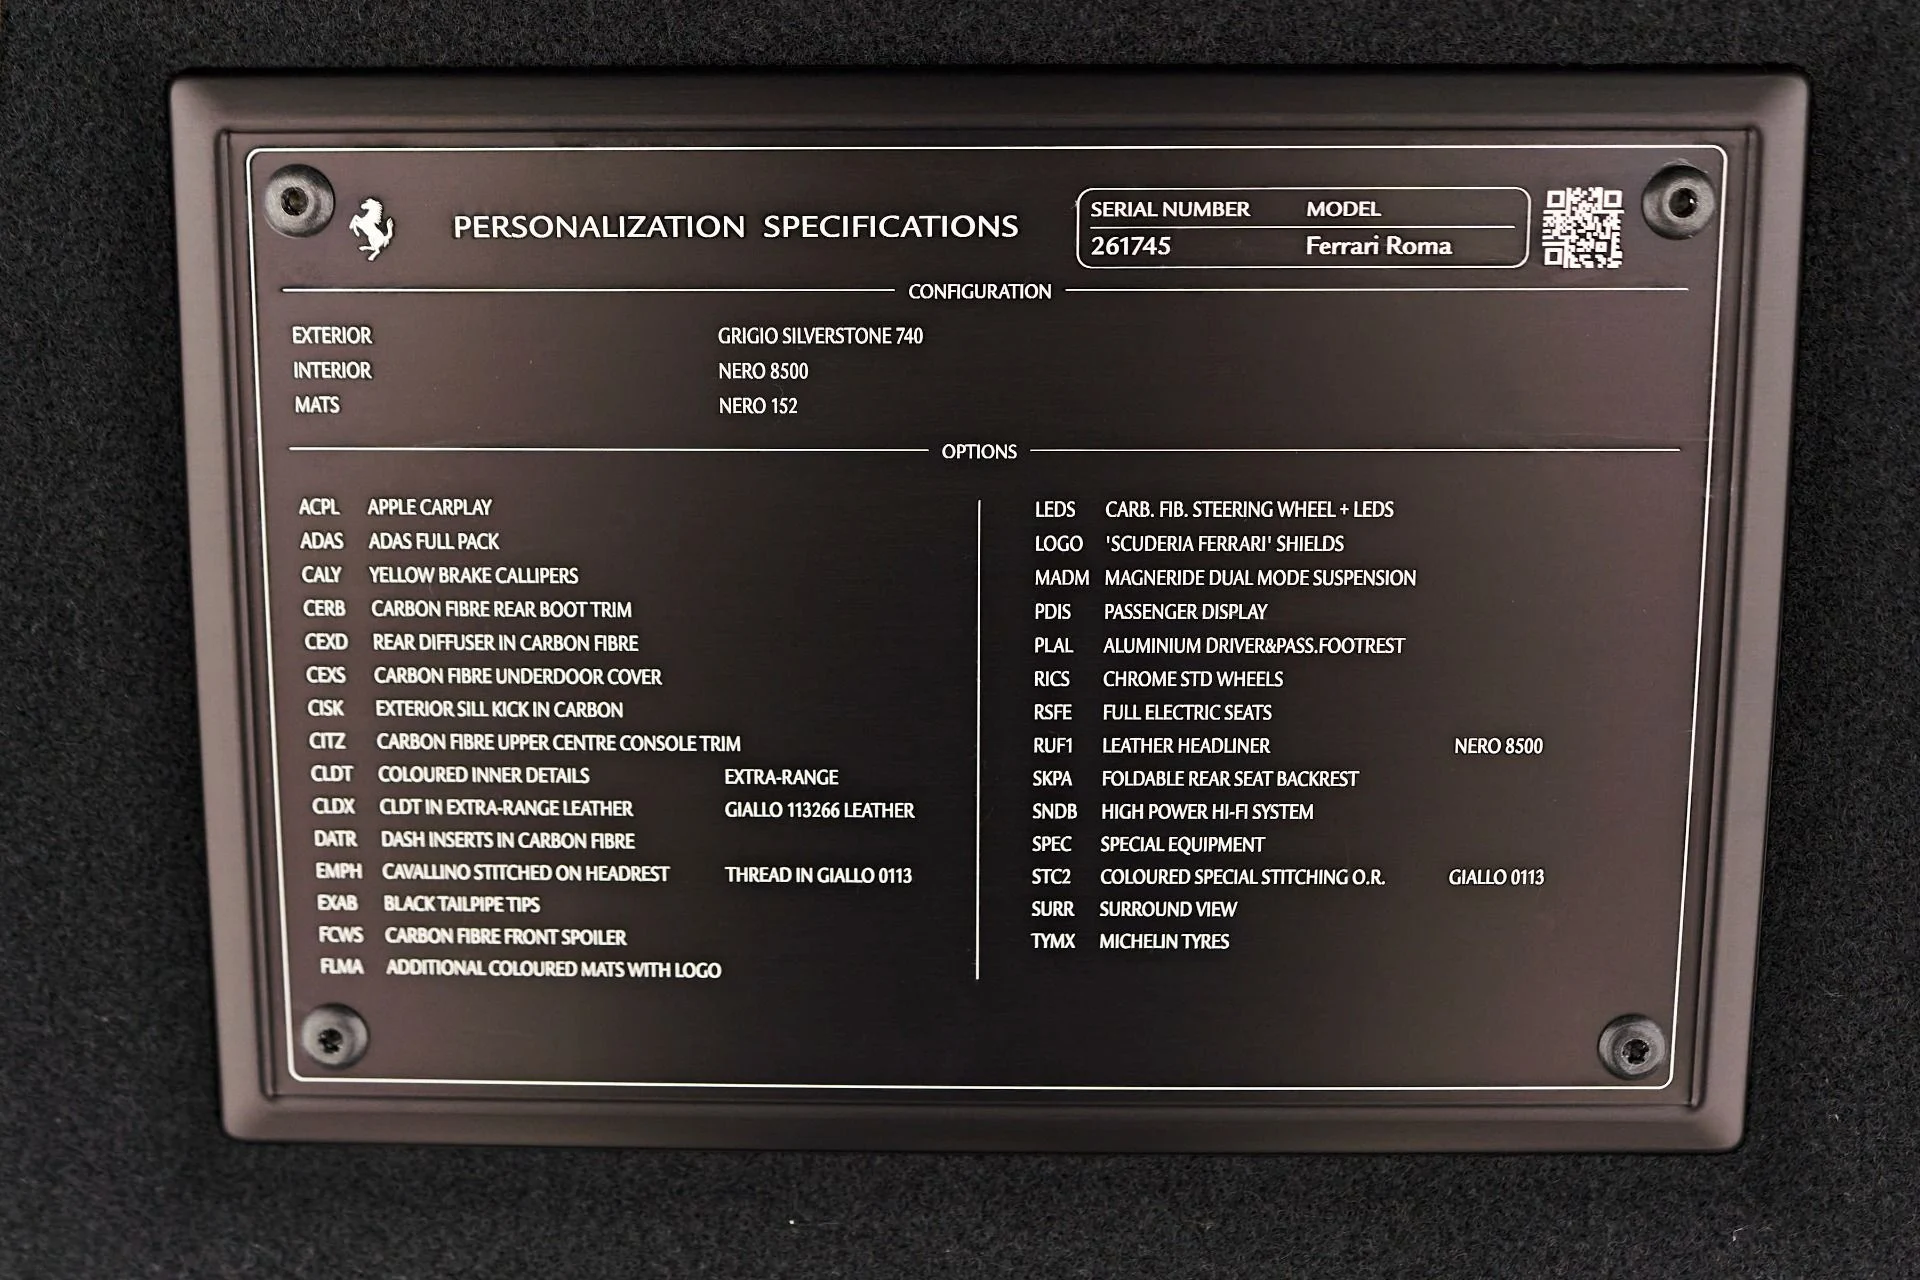 PERSONALIZATION SPECIFICATIONS
SERIAL NUMBER MODEL
261745 Ferrari Roma
CONFIGURATION
EXTERIOR GRIGIO SILVERSTONE 740
INTERIOR NERO 8500
MATS NERO 152
OPTIONS
ACPL APPLE CARPLAY
ADAS ADAS FULL PACK
CALY YELLOW BRAKE CALLIPERS
CERB CARBON FIBRE REAR BOOT TRIM
CEXD REAR DIFFUSER IN CARBON FIBRE
CEXS CARBON FIBRE UNDERDOOR COVER
CISK EXTERIOR SILL KICK IN CARBON
CITZ CARBON FIBRE UPPER CENTRE CONSOLE TRIM
CLDT COLOURED INNER DETAILS EXTRA-RANGE
CLDX CLDT IN EXTRA-RANGE LEATHER GIALLO 113266 LEATHER
DATR DASH INSERTS IN CARBON FIBRE
EMPH CAVALLINO STITCHED ON HEADREST THREAD IN GIALLO 0113
EXAB BLACK TAILPIPE TIPS
FCWS CARBON FIBRE FRONT SPOILER
FLMA ADDITIONAL COLOURED MATS WITH LOGO
LEDS CARB. FIB. STEERING WHEEL + LEDS
LOGO 'SCUDERIA FERRARI' SHIELDS
MADM MAGNERIDE DUAL MODE SUSPENSION
PDIS PASSENGER DISPLAY
PLAL ALUMINIUM DRIVER&PASS.FOOTREST
RICS CHROME STD WHEELS
RSFE FULL ELECTRIC SEATS
RUF1 LEATHER HEADLINER NERO 8500
SKPA FOLDABLE REAR SEAT BACKREST
SNDB HIGH POWER HI-FI SYSTEM
SPEC SPECIAL EQUIPMENT
STC2 COLOURED SPECIAL STITCHING O.R. GIALLO 0113
SURR SURROUND VIEW
TYMX MICHELIN TYRES